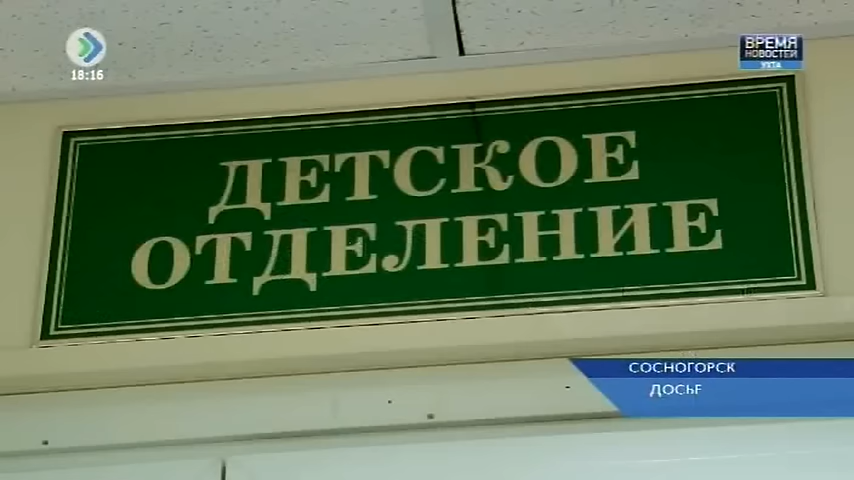 18:16
ВРЕМЯ
НОВОСТЕЙ
УХТА
ДЕТСКОЕ
ОТДЕЛЕНИЕ
СОСНОГОРСК
ДОСЬЕ